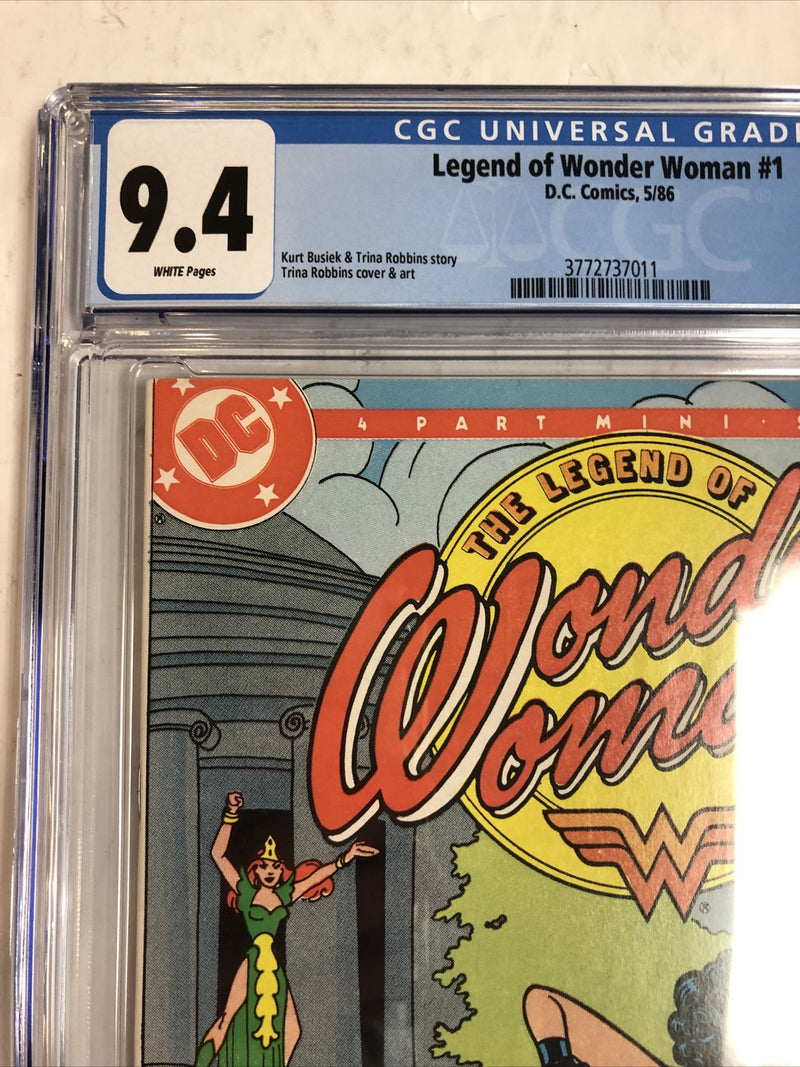 CGC UNIVERSAL GRAD
Legend of Wonder Woman #1
D.C. Comics, 5/86
9.4
WHITE Pages
Kurt Busiek & Trina Robbins story
Trina Robbins cover & art
CGC
3772737011
DC
4 PART MINI·S
THE LEGEND OF
Wond
Wom
W
®
®